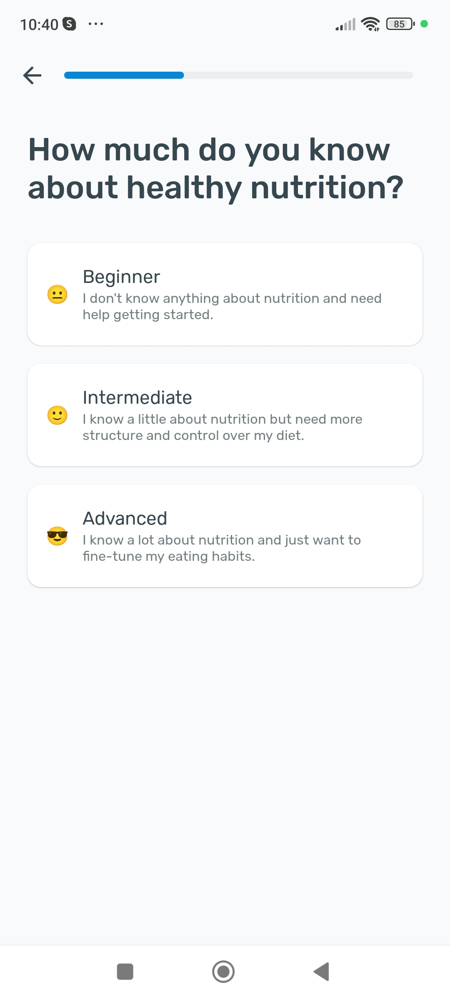 10:40 S ...
85
How much do you know
about healthy nutrition?
Beginner
I don't know anything about nutrition and need
help getting started.
Intermediate
I know a little about nutrition but need more
structure and control over my diet.
Advanced
I know a lot about nutrition and just want to
fine-tune my eating habits.